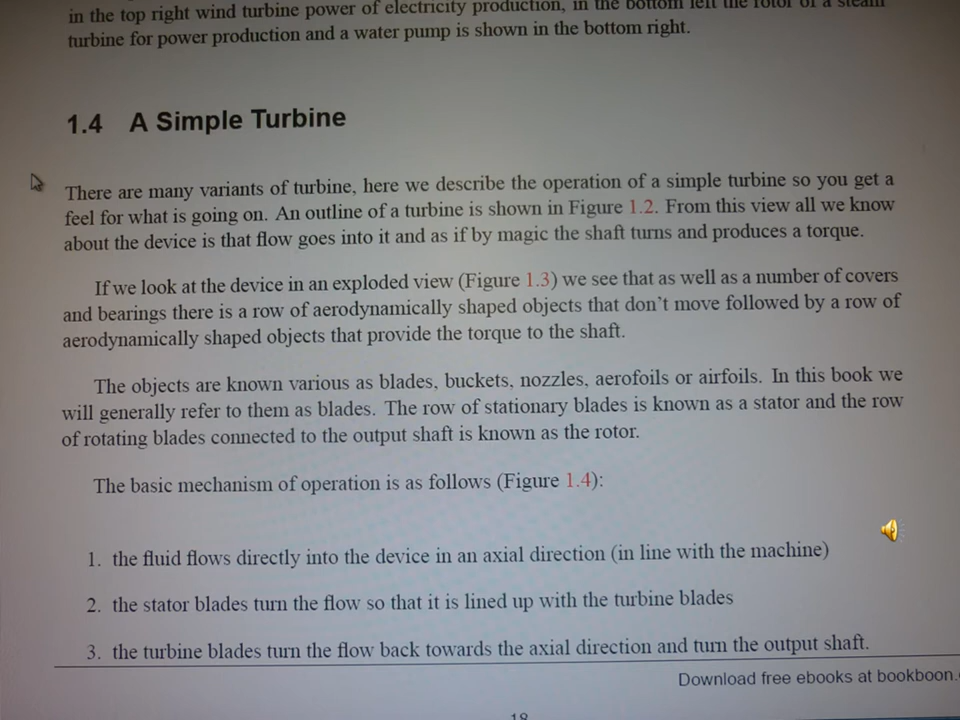 in the top right wind turbine power of electricity production, in the bottom left the rotor of a steam
turbine for power production and a water pump is shown in the bottom right.
1.4 A Simple Turbine
There are many variants of turbine, here we describe the operation of a simple turbine so you get a
feel for what is going on. An outline of a turbine is shown in Figure 1.2. From this view all we know
about the device is that flow goes into it and as if by magic the shaft turns and produces a torque.
If we look at the device in an exploded view (Figure 1.3) we see that as well as a number of covers
and bearings there is a row of aerodynamically shaped objects that don't move followed by a row of
aerodynamically shaped objects that provide the torque to the shaft.
The objects are known various as blades, buckets, nozzles, aerofoils or airfoils. In this book we
will generally refer to them as blades. The row of stationary blades is known as a stator and the row
of rotating blades connected to the output shaft is known as the rotor.
The basic mechanism of operation is as follows (Figure 1.4):
1. the fluid flows directly into the device in an axial direction (in line with the machine)
2. the stator blades turn the flow so that it is lined up with the turbine blades
3. the turbine blades turn the flow back towards the axial direction and turn the output shaft.
Download free ebooks at bookboon.
18